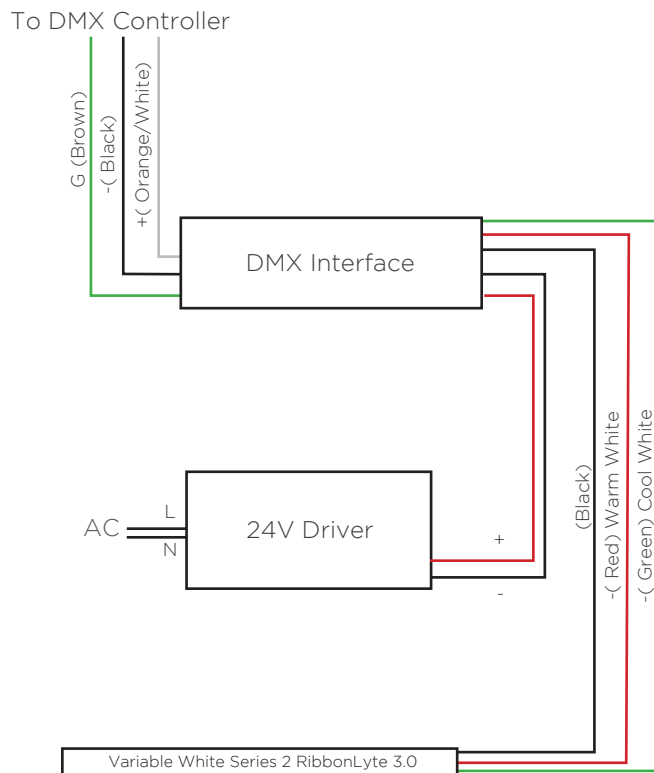 To DMX Controller
G (Brown)
-( Black)
+( Orange/White)
DMX Interface
(Black)
-( Red) Warm White
-( Green) Cool White
AC
L
N
24V Driver
+
-
Variable White Series 2 RibbonLyte 3.0